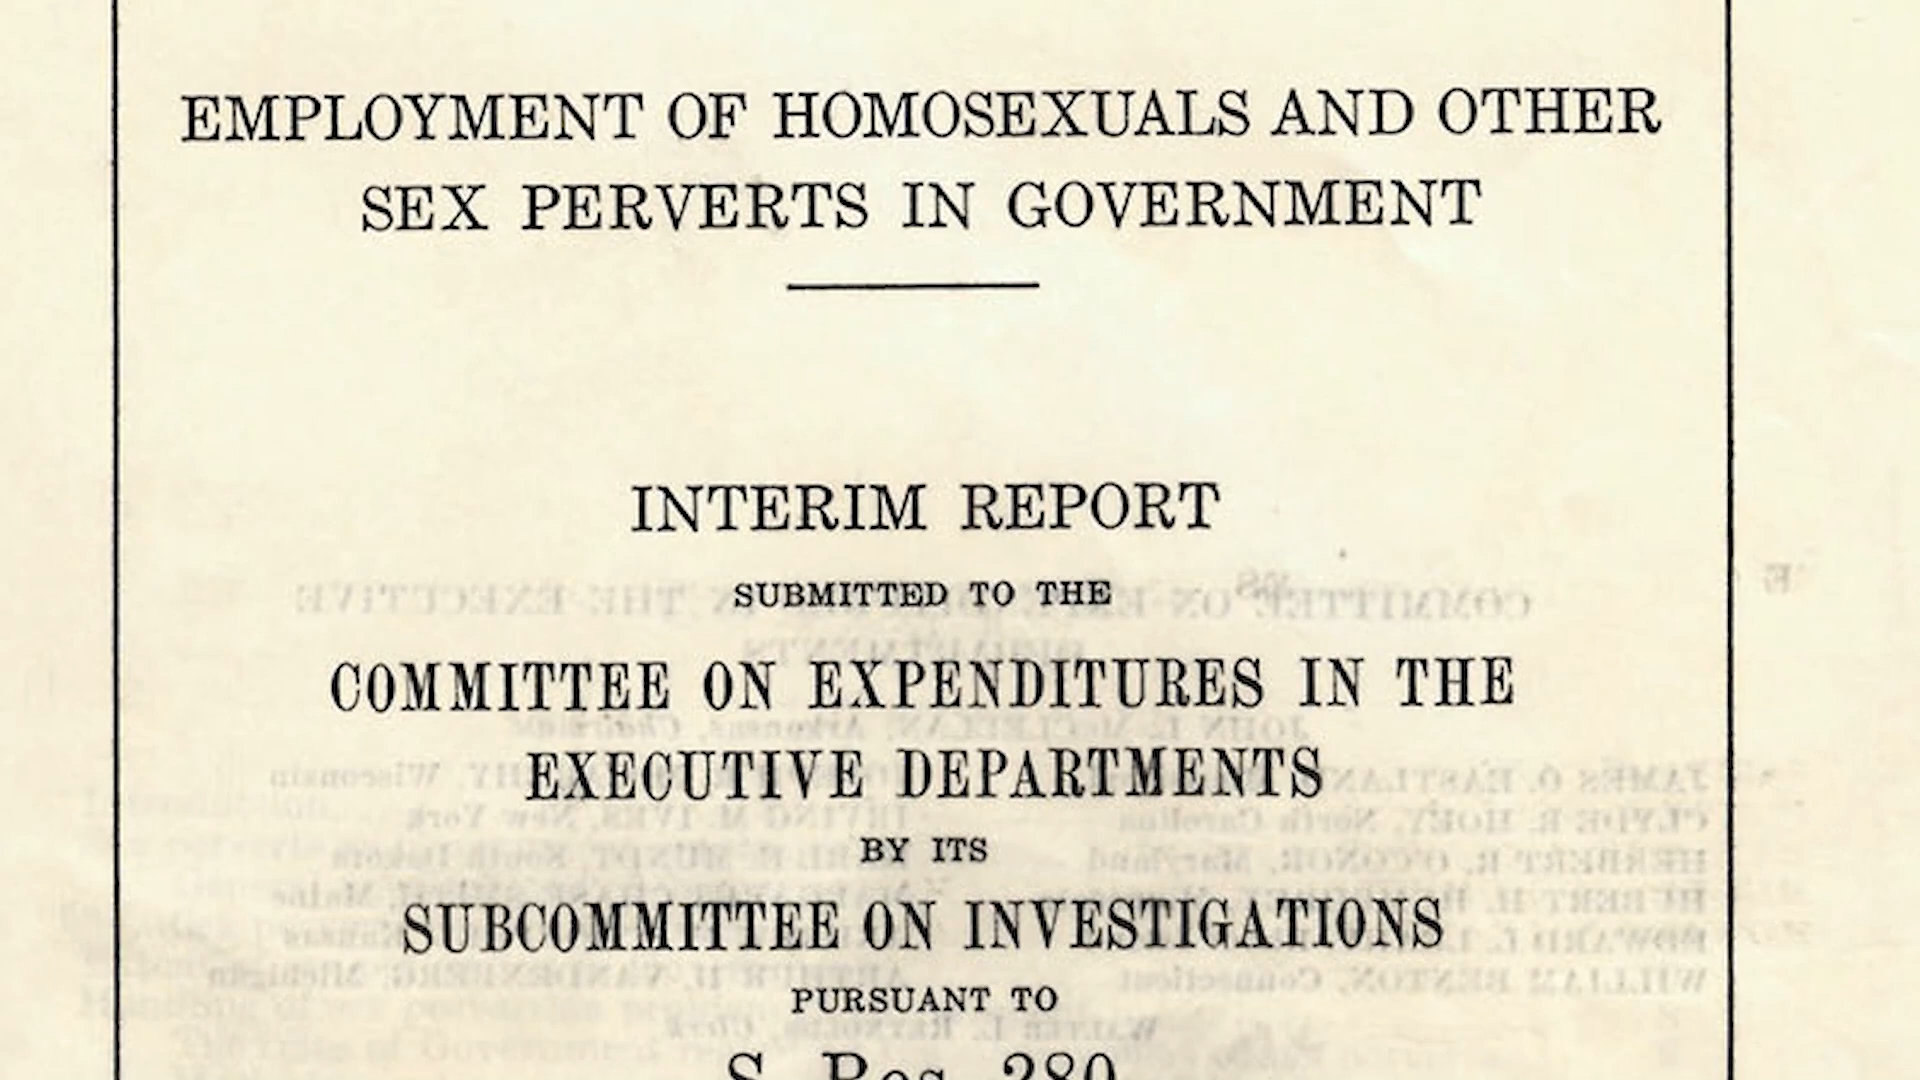 EMPLOYMENT OF HOMOSEXUALS AND OTHER
SEX PERVERTS IN GOVERNMENT
INTERIM REPORT
SUBMITTED TO THE
COMMITTEE ON EXPENDITURES IN THE
EXECUTIVE DEPARTMENTS
BY ITS
SUBCOMMITTEE ON INVESTIGATIONS
PURSUANT TO
S. Res. 280